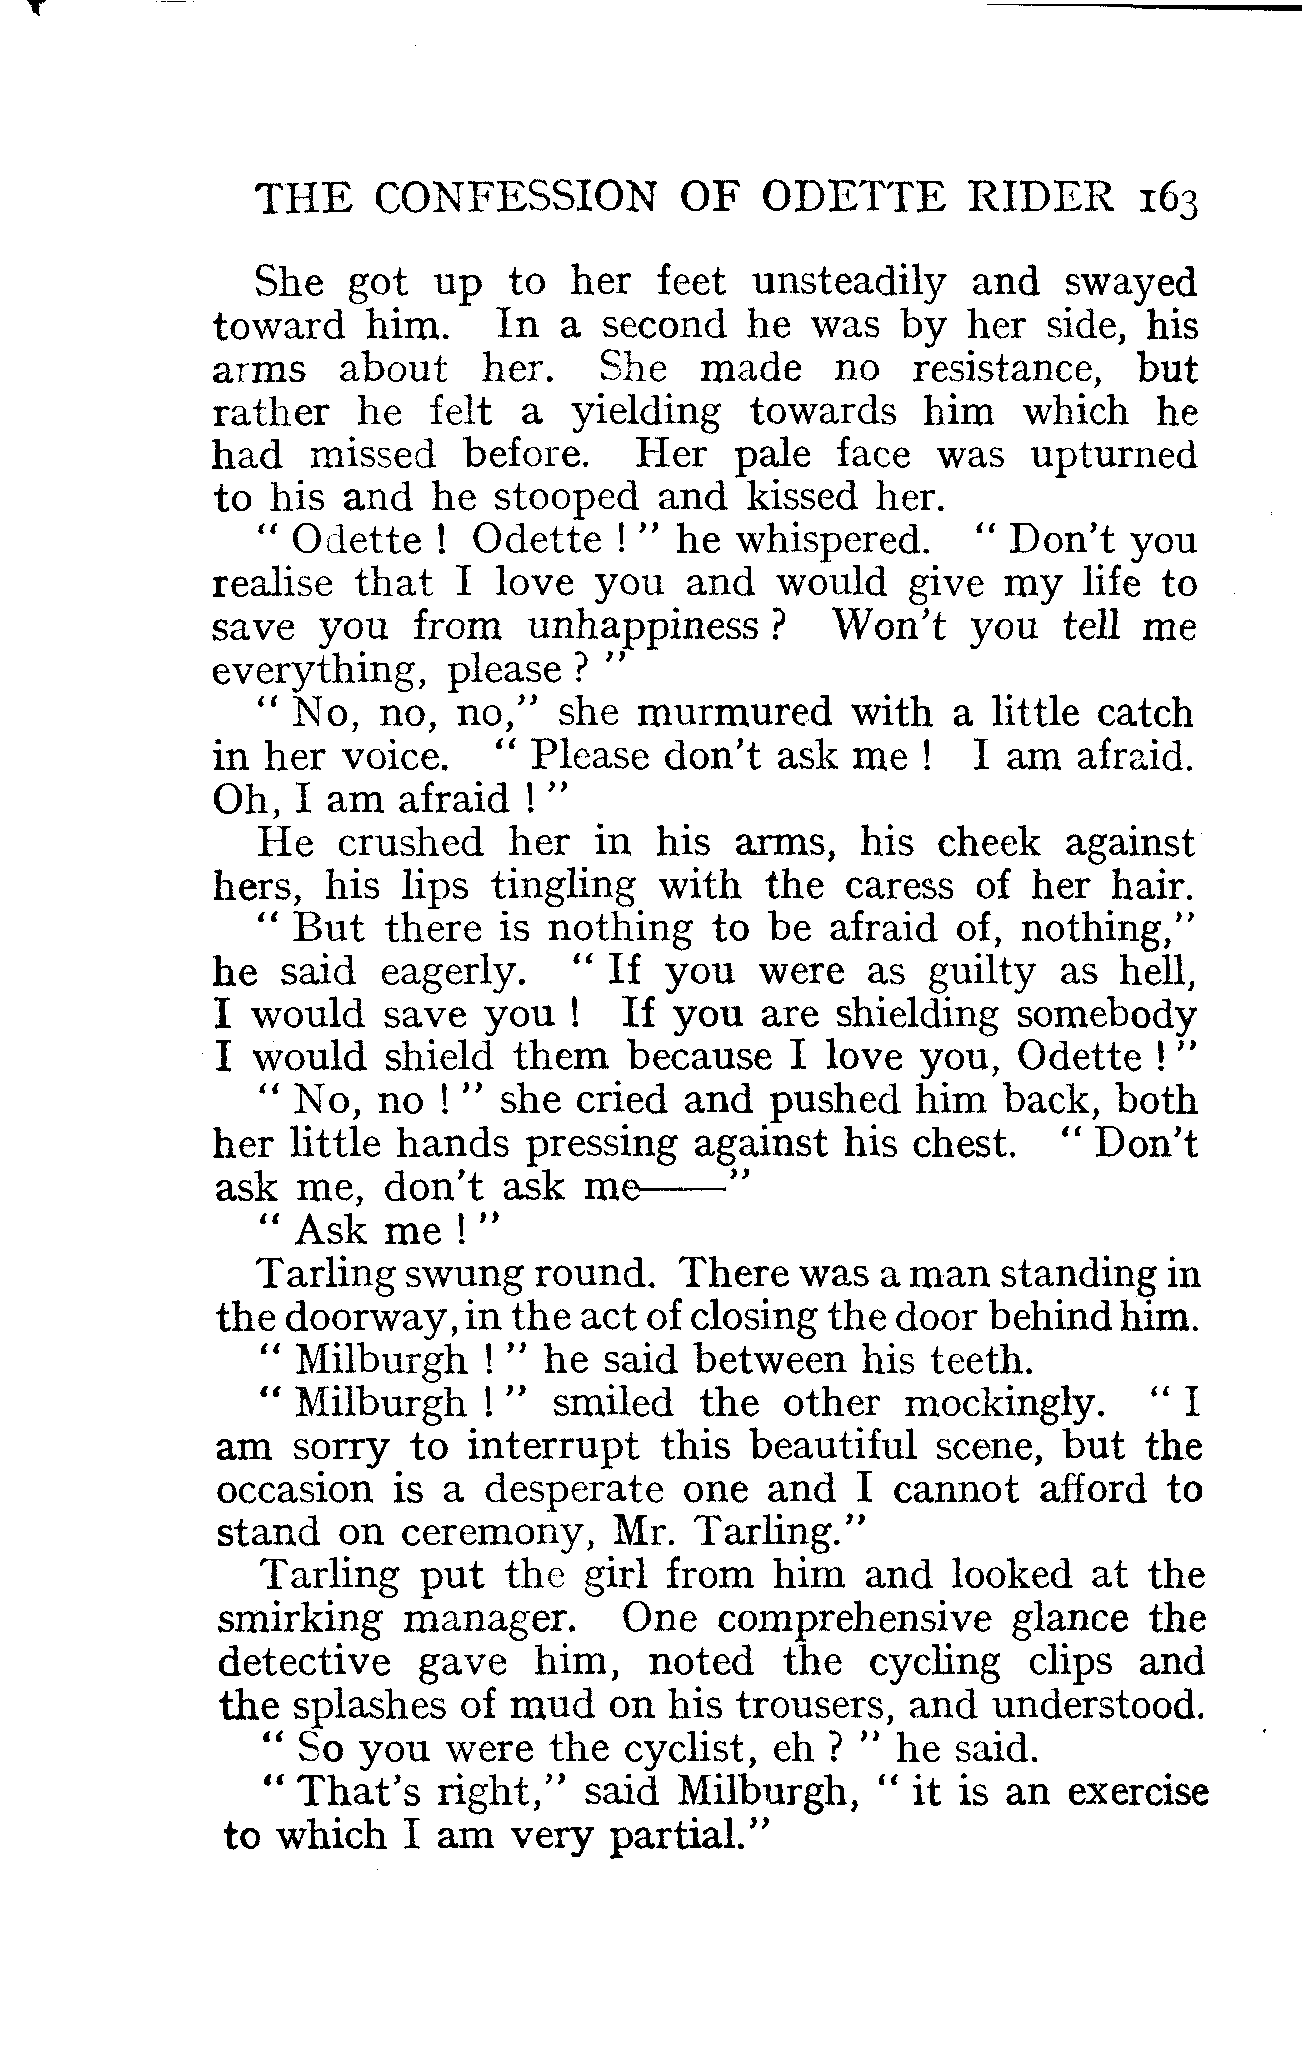 THE CONFESSION OF ODETTE RIDER 163
She got up to her feet unsteadily and swayed
toward him. In a second he was by her side, his
arms about her. She made no resistance, but
rather he felt a yielding towards him which he
had missed before. Her pale face was upturned
to his and he stooped and kissed her.
“ Odette ! Odette ! ” he whispered. “ Don't you
realise that I love you and would give my life to
save you from unhappiness ? Won't you tell me
everything, please ? ”
“ No, no, no,” she murmured with a little catch
in her voice. “ Please don't ask me ! I am afraid.
Oh, I am afraid ! ”
He crushed her in his arms, his cheek against
hers, his lips tingling with the caress of her hair.
“ But there is nothing to be afraid of, nothing,”
he said eagerly. “ If you were as guilty as hell,
I would save you ! If you are shielding somebody
I would shield them because I love you, Odette ! ”
“ No, no ! ” she cried and pushed him back, both
her little hands pressing against his chest. “ Don't
ask me, don't ask me——”
“ Ask me ! ”
Tarling swung round. There was a man standing in
the doorway, in the act of closing the door behind him.
“ Milburgh ! ” he said between his teeth.
“ Milburgh ! ” smiled the other mockingly. “ I
am sorry to interrupt this beautiful scene, but the
occasion is a desperate one and I cannot afford to
stand on ceremony, Mr. Tarling.”
Tarling put the girl from him and looked at the
smirking manager. One comprehensive glance the
detective gave him, noted the cycling clips and
the splashes of mud on his trousers, and understood.
“ So you were the cyclist, eh ? ” he said.
“ That's right,” said Milburgh, “ it is an exercise
to which I am very partial.”